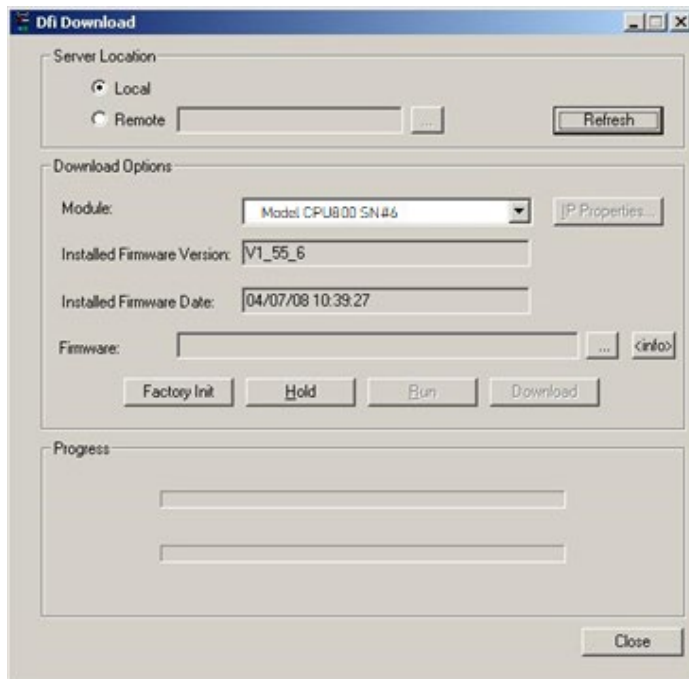 Dfi Download
Server Location
Local
Remote ... Refresh
Download Options
Module: Model CPU800 SN#6 IP Properties...
Installed Firmware Version: V1_55_6
Installed Firmware Date: 04/07/08 10:39:27
Firmware: ... <info>
Factory Init Hold Run Download
Progress
Close